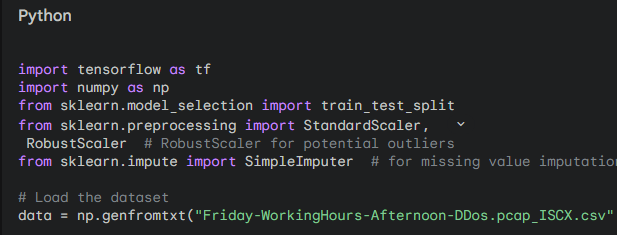 Python
import tensorflow as tf
import numpy as np
from sklearn.model_selection import train_test_split
from sklearn.preprocessing import StandardScaler,
RobustScaler  # RobustScaler for potential outliers
from sklearn.impute import SimpleImputer  # for missing value imputation
# Load the dataset
data = np.genfromtxt("Friday-WorkingHours-Afternoon-DDos.pcap_ISCX.csv"